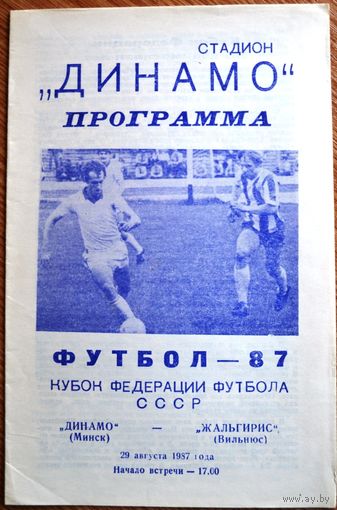 СТАДИОН
„ДИНАМО“
ПРОГРАММА
ФУТБОЛ — 87
КУБОК ФЕДЕРАЦИИ ФУТБОЛА
СССР
„ДИНАМО“ — „ЖАЛЬГИРИС“
(Минск) (Вильнюс)
29 августа 1987 года
Начало встречи — 17.00
© www.ay.by